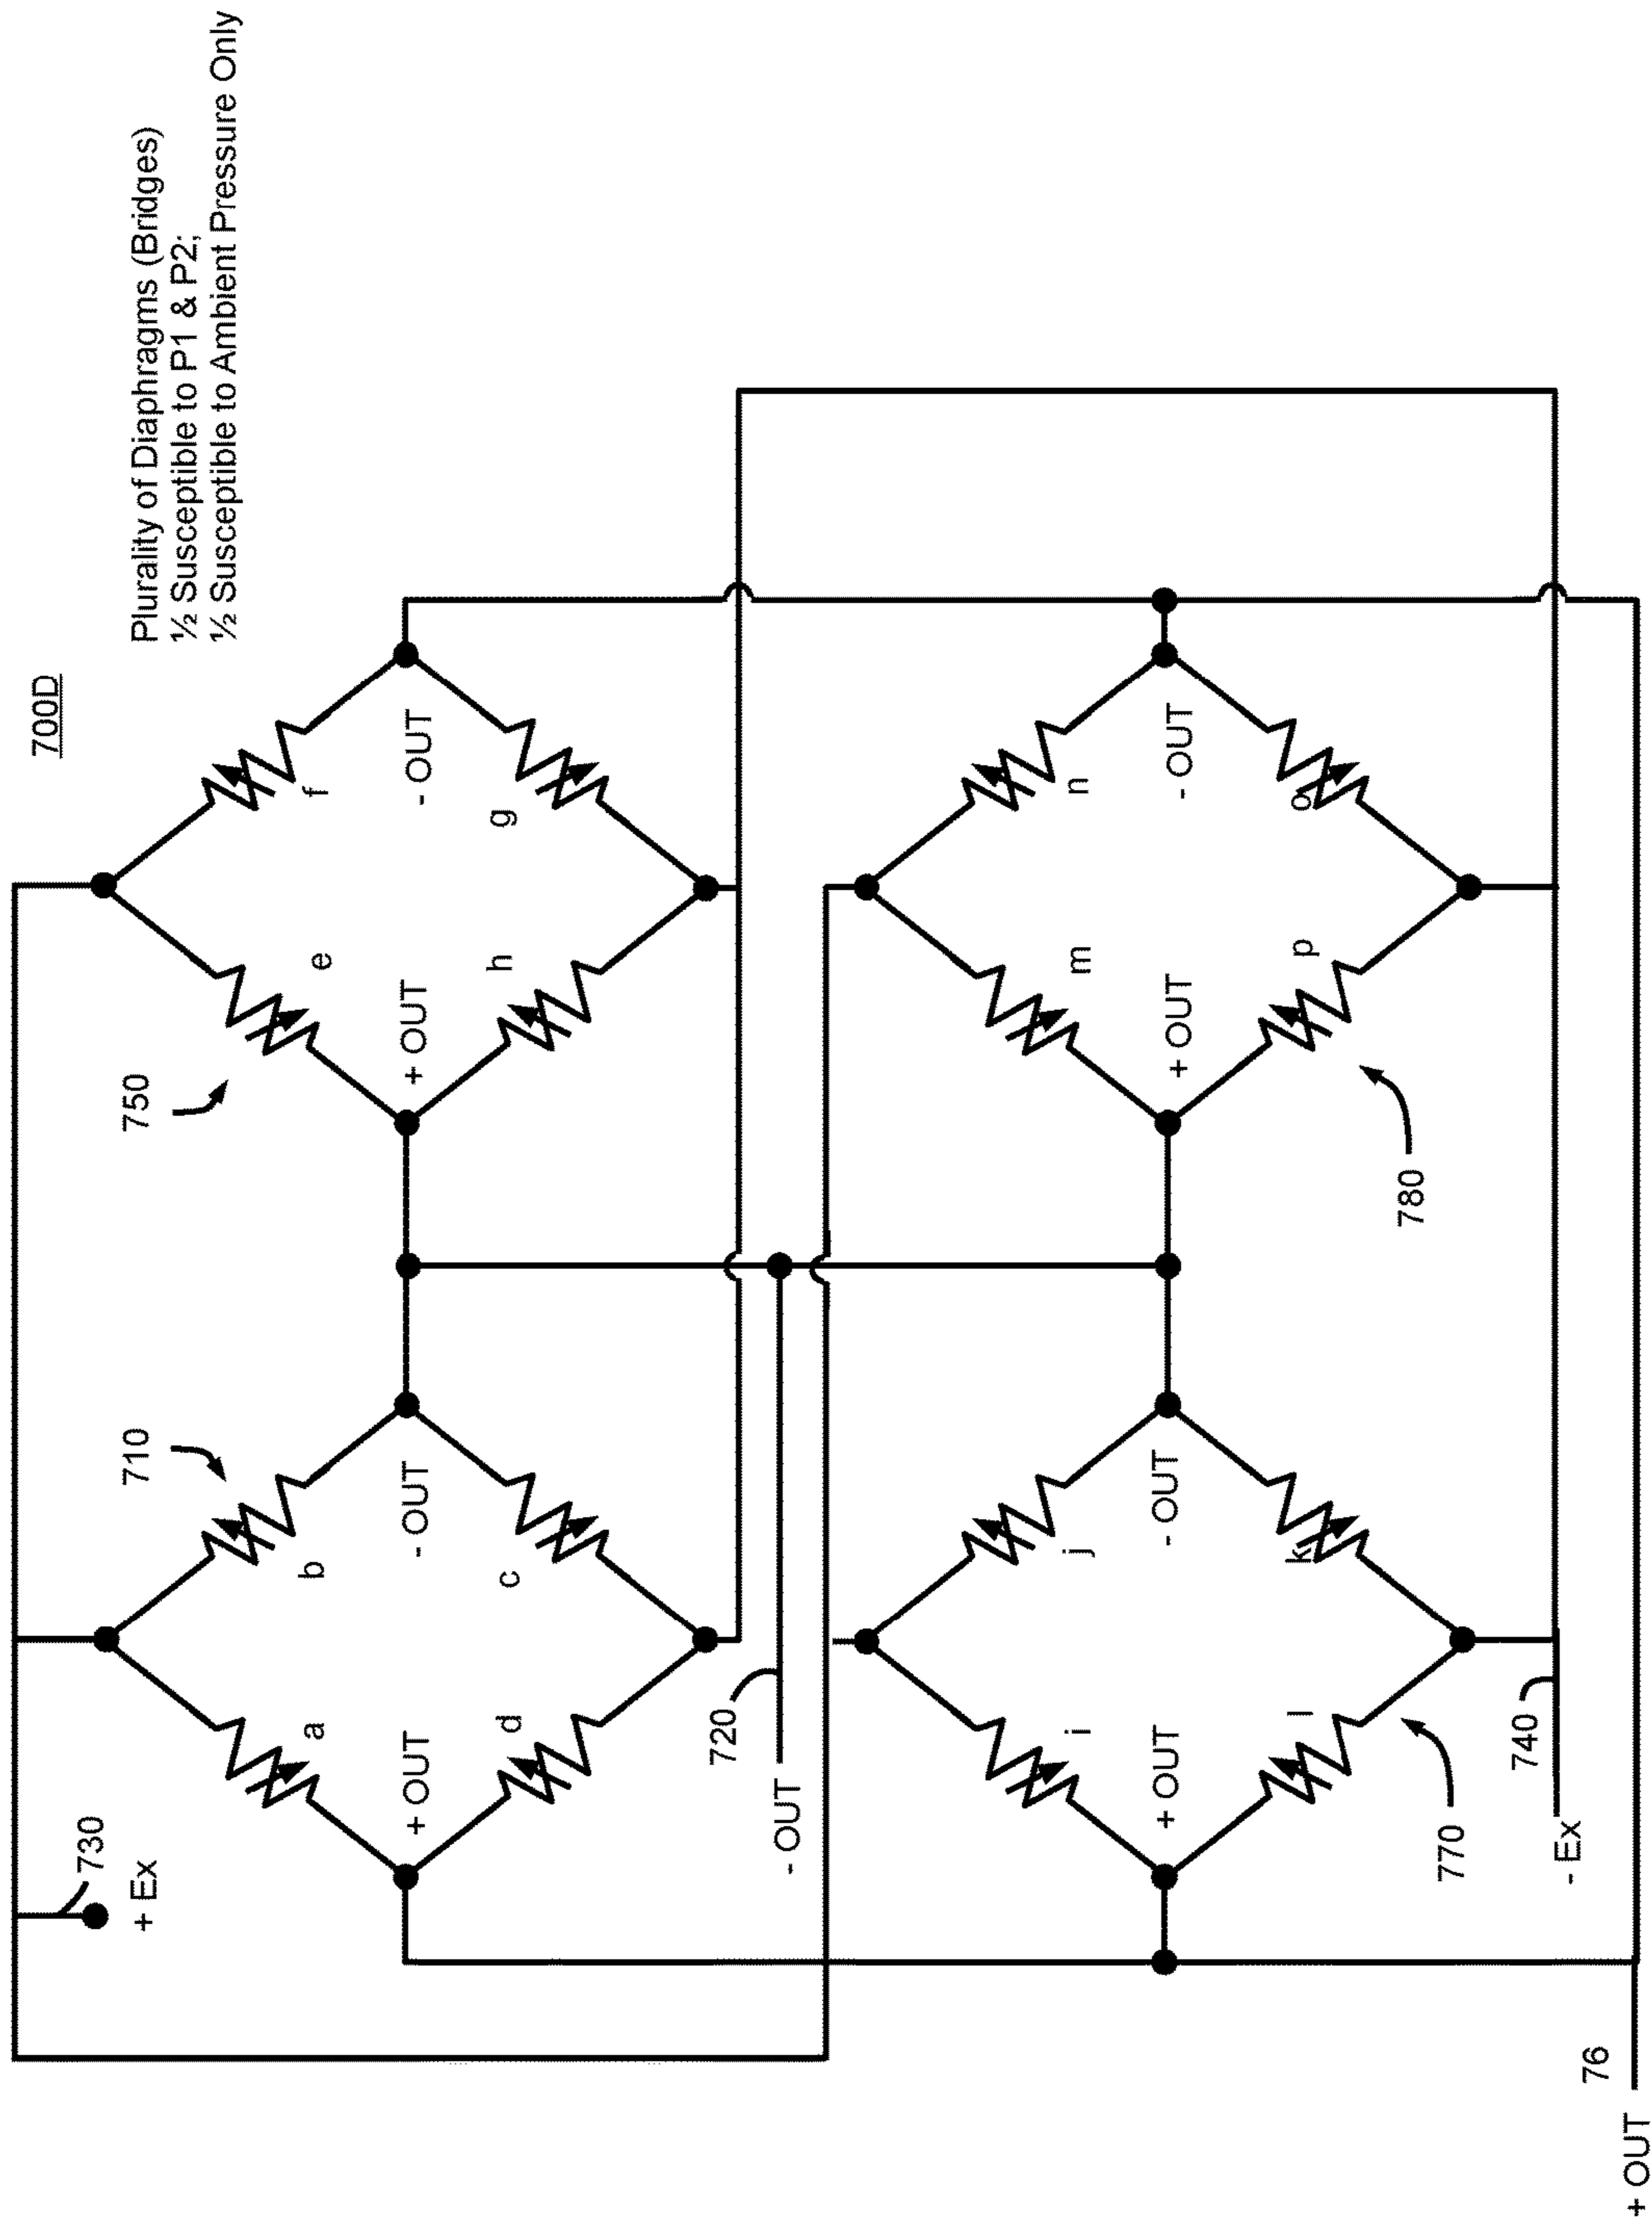 700D
Plurality of Diaphragms (Bridges)
½ Susceptible to P1 & P2;
½ Susceptible to Ambient Pressure Only
730
+ Ex
710
750
a
b
e
f
+ OUT
- OUT
+ OUT
- OUT
d
c
h
g
720
- OUT
i
j
m
n
+ OUT
- OUT
+ OUT
- OUT
l
k
p
o
770
780
740
- Ex
76
+ OUT